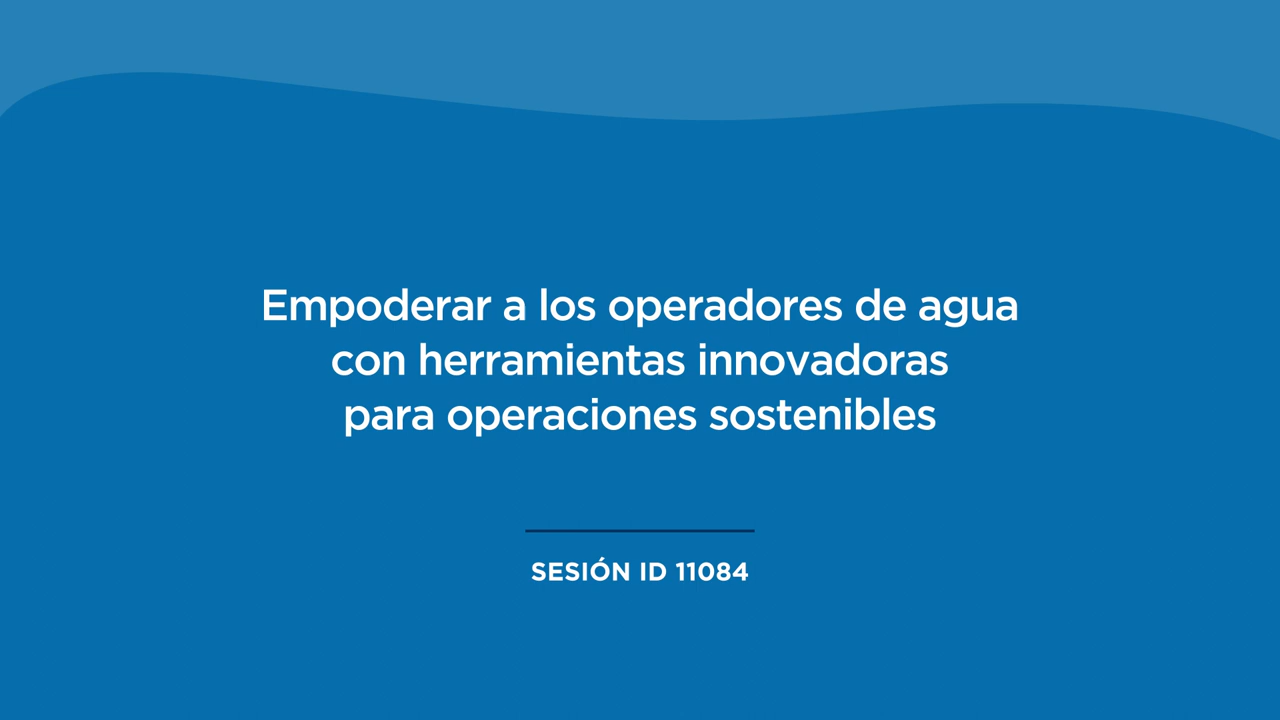 Empoderar a los operadores de agua
con herramientas innovadoras
para operaciones sostenibles
SESIÓN ID 11084